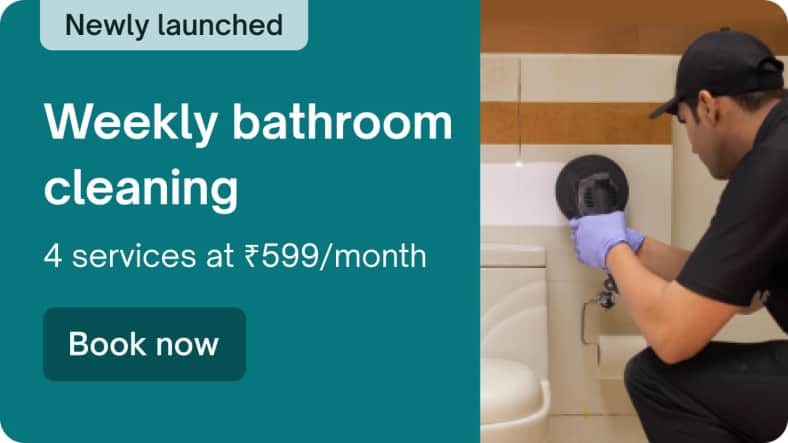 Newly launched
Weekly bathroom
cleaning
4 services at ₹599/month
Book now